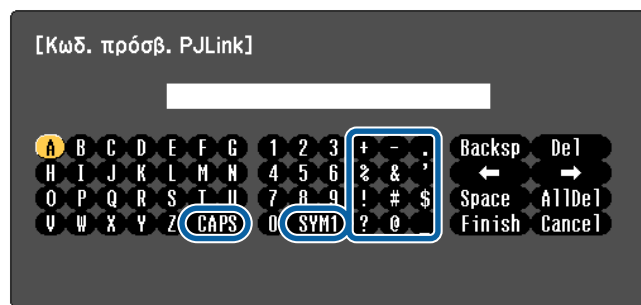 [Κωδ. πρόσβ. PJLink]
A B C D E F G 1 2 3 + - . Backsp Del
H I J K L M N 4 5 6 % & ' ← →
O P Q R S T U 7 8 9 ! # $ Space AllDel
V W X Y Z CAPS 0 SYM1 ? @ _ Finish Cancel